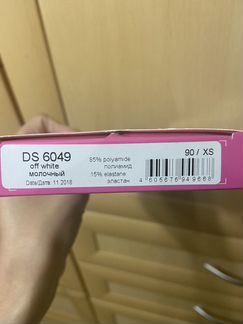 DS 6049
off white
молочный
Date/Дата: 11.2018
85% polyamide
полиамид
15% elastane
эластан
90 / XS
4 605676 949668